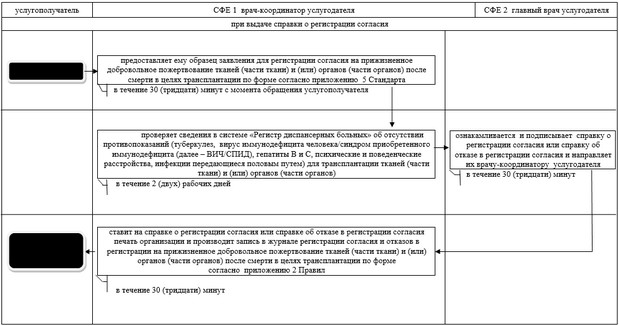 услугополучатель
СФЕ 1 врач-координатор услугодателя
СФЕ 2 главный врач услугодателя
при выдаче справки о регистрации согласия
предоставляет ему образец заявления для регистрации согласия на прижизненное
добровольное пожертвование тканей (части ткани) и (или) органов (части органов) после
смерти в целях трансплантации по форме согласно приложению 5 Стандарта
в течение 30 (тридцати) минут с момента обращения услугополучателя
проверяет сведения в системе «Регистр диспансерных больных» об отсутствии
противопоказаний (туберкулез, вирус иммунодефицита человека/синдром приобретенного
иммунодефицита (далее – ВИЧ/СПИД), гепатиты В и С, психические и поведенческие
расстройства, инфекции передающиеся половым путем) для трансплантации тканей (части
ткани) и (или) органов (части органов)
в течение 2 (двух) рабочих дней
ознакамливается и подписывает справку о
регистрации согласия или справку об
отказе в регистрации согласия и направляет
их врачу-координатору услугодателя
в течение 30 (тридцати) минут
ставит на справке о регистрации согласия или справке об отказе в регистрации согласия
печать организации и производит запись в журнале регистрации согласия и отказов в
регистрации на прижизненное добровольное пожертвование тканей (части ткани) и (или)
органов (части органов) после смерти в целях трансплантации по форме
согласно приложению 2 Правил
в течение 30 (тридцати) минут